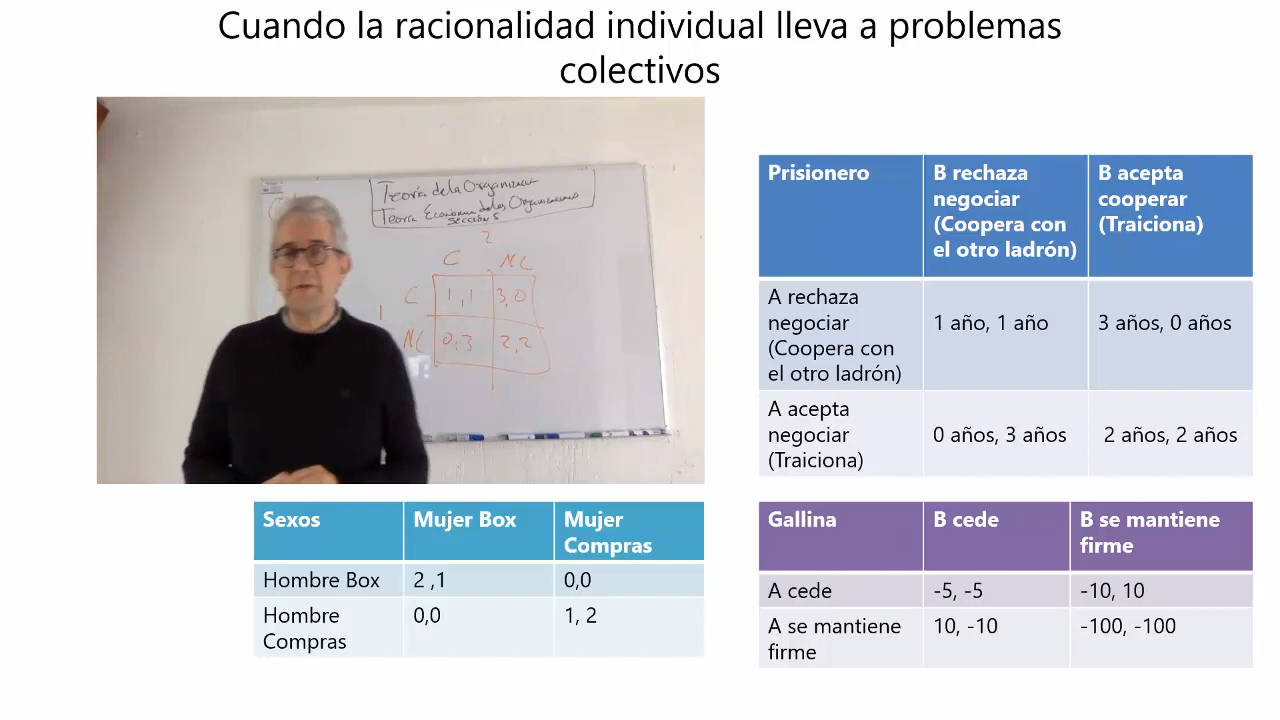 Cuando la racionalidad individual lleva a problemas
colectivos
Teoría de la Organización
Teoría Económica de las Organizaciones
Sección 5
2
C NC
C 1,1 3,0
1
NC 0,3 2,2
Prisionero
B rechaza
negociar
(Coopera con
el otro ladrón)
B acepta
cooperar
(Traiciona)
A rechaza
negociar
(Coopera con
el otro ladrón)
1 año, 1 año
3 años, 0 años
A acepta
negociar
(Traiciona)
0 años, 3 años
2 años, 2 años
Sexos
Mujer Box
Mujer
Compras
Hombre Box
2 ,1
0,0
Hombre
Compras
0,0
1, 2
Gallina
B cede
B se mantiene
firme
A cede
-5, -5
-10, 10
A se mantiene
firme
10, -10
-100, -100